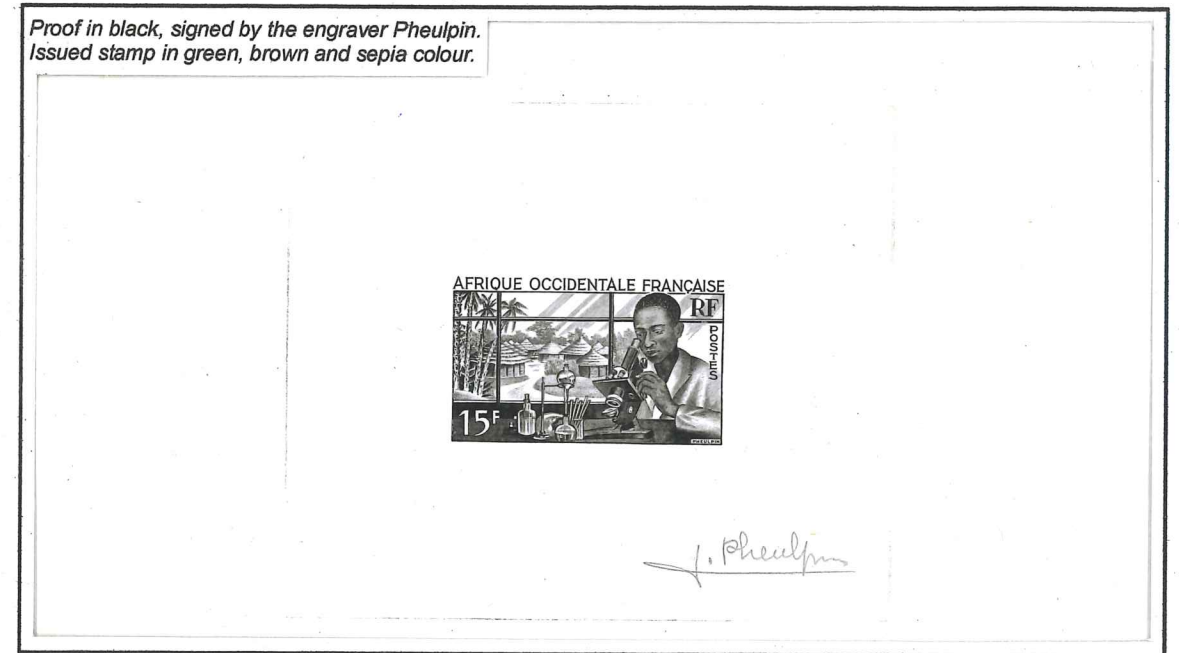 Proof in black, signed by the engraver Pheulpin.
Issued stamp in green, brown and sepia colour.
AFRIQUE OCCIDENTALE FRANÇAISE
RF
POSTES
15F
PHEULPIN
J. Pheulpin